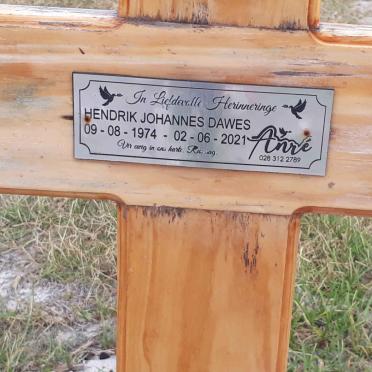 In Liefdevolle Herinneringe
HENDRIK JOHANNES DAWES
09 - 08 - 1974 - 02 - 06 - 2021
Anré
028 312 2789
Vir ewig in ons harte.